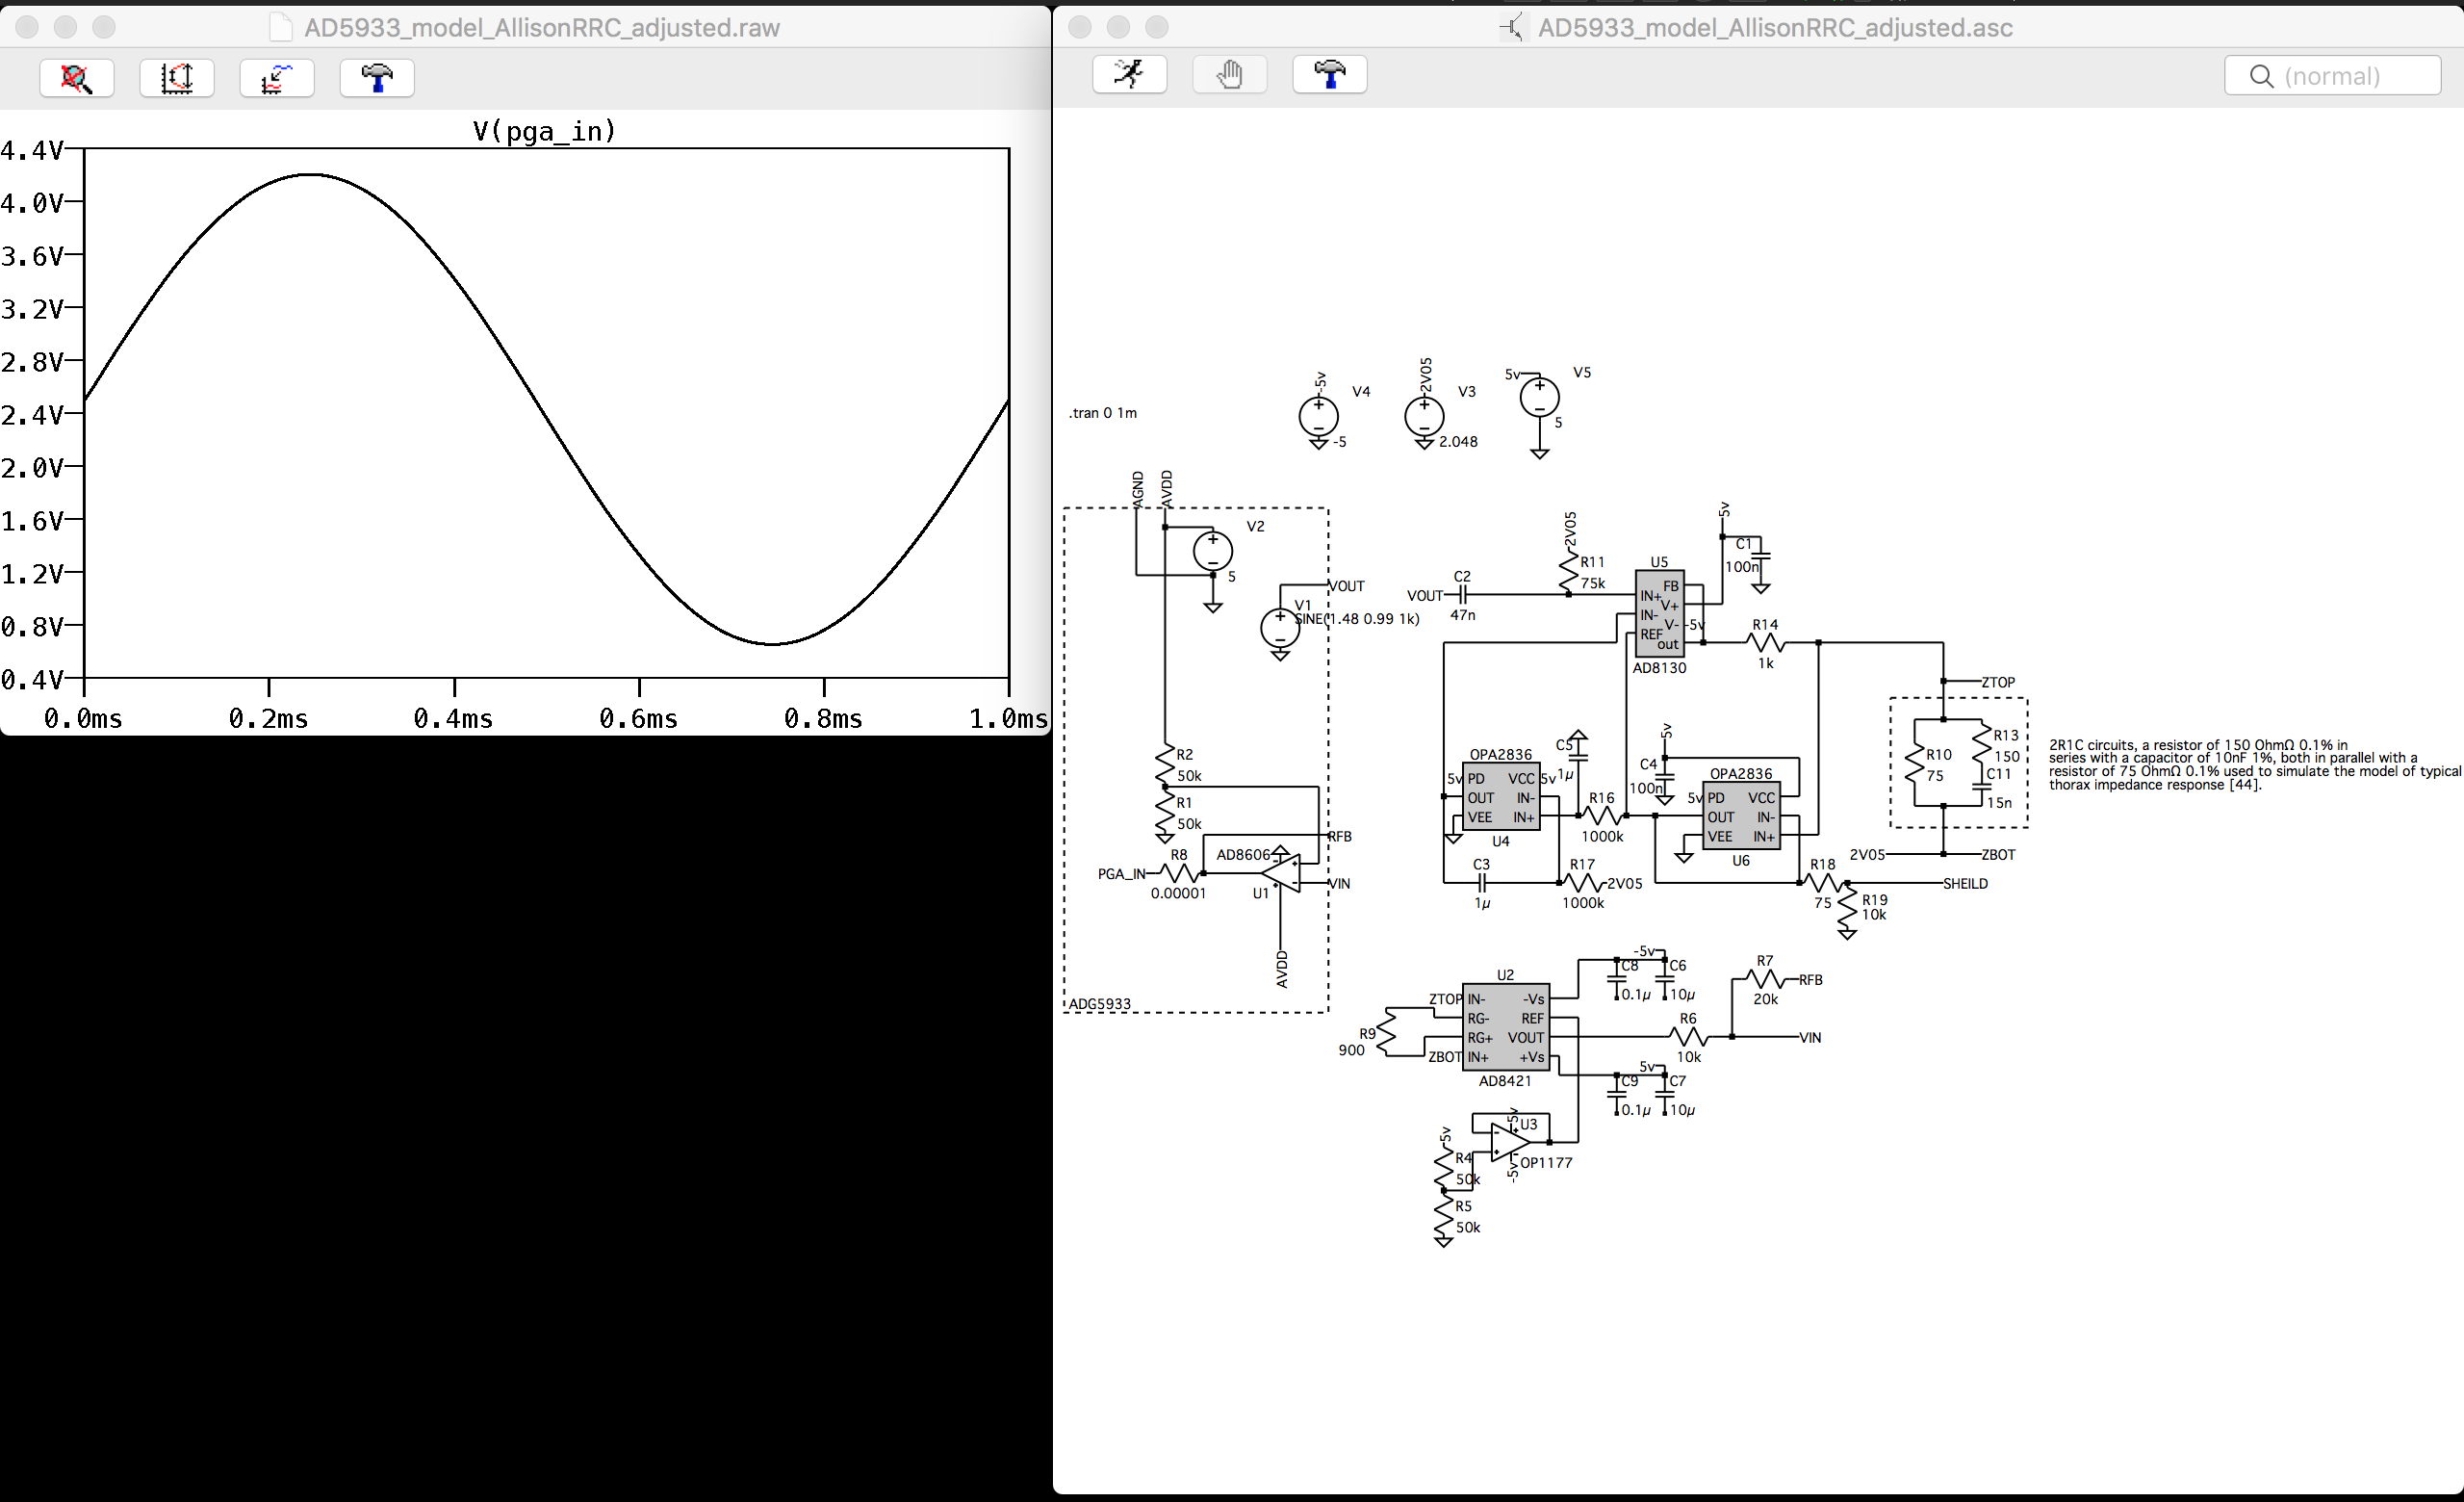 AD5933_model_AllisonRRC_adjusted.raw
V(pga_in)
4.4V
4.0V
3.6V
3.2V
2.8V
2.4V
2.0V
1.6V
1.2V
0.8V
0.4V
0.0ms 0.2ms 0.4ms 0.6ms 0.8ms 1.0ms
AD5933_model_AllisonRRC_adjusted.asc
(normal)
.tran 0 1m
-5v V4 -5
2V05 V3 2.048
5v V5 5
AGND AVDD
V2 5
VOUT
V1
SINE(1.48 0.99 1k)
R2
50k
R1
50k
RFB
R8
AD8606
PGA_IN
0.00001
U1
VIN
AVDD
ADG5933
VOUT
C2
47n
2V05
R11
75k
U5
FB
IN+
V+
IN-
V-
-5v
REF
out
AD8130
5v
C1
100n
R14
1k
ZTOP
R10
75
R13
150
C11
15n
2V05
ZBOT
2R1C circuits, a resistor of 150 OhmΩ 0.1% in
series with a capacitor of 10nF 1%, both in parallel with a
resistor of 75 OhmΩ 0.1% used to simulate the model of typical
thorax impedance response [44].
OPA2836
5v PD VCC 5v
OUT IN-
VEE IN+
U4
C5
1µ
R16
1000k
C3
1µ
R17
1000k
2V05
5v
C4
100n
OPA2836
5v PD VCC
OUT IN-
VEE IN+
U6
R18
75
SHEILD
R19
10k
U2
ZTOP IN- -Vs
RG- REF
RG+ VOUT
ZBOT IN+ +Vs
AD8421
R9
900
-5v
C8 C6
0.1µ 10µ
R7
20k
RFB
R6
10k
VIN
5v
C9 C7
0.1µ 10µ
5v
U3
OP1177
-5v
5v
R4
50k
R5
50k